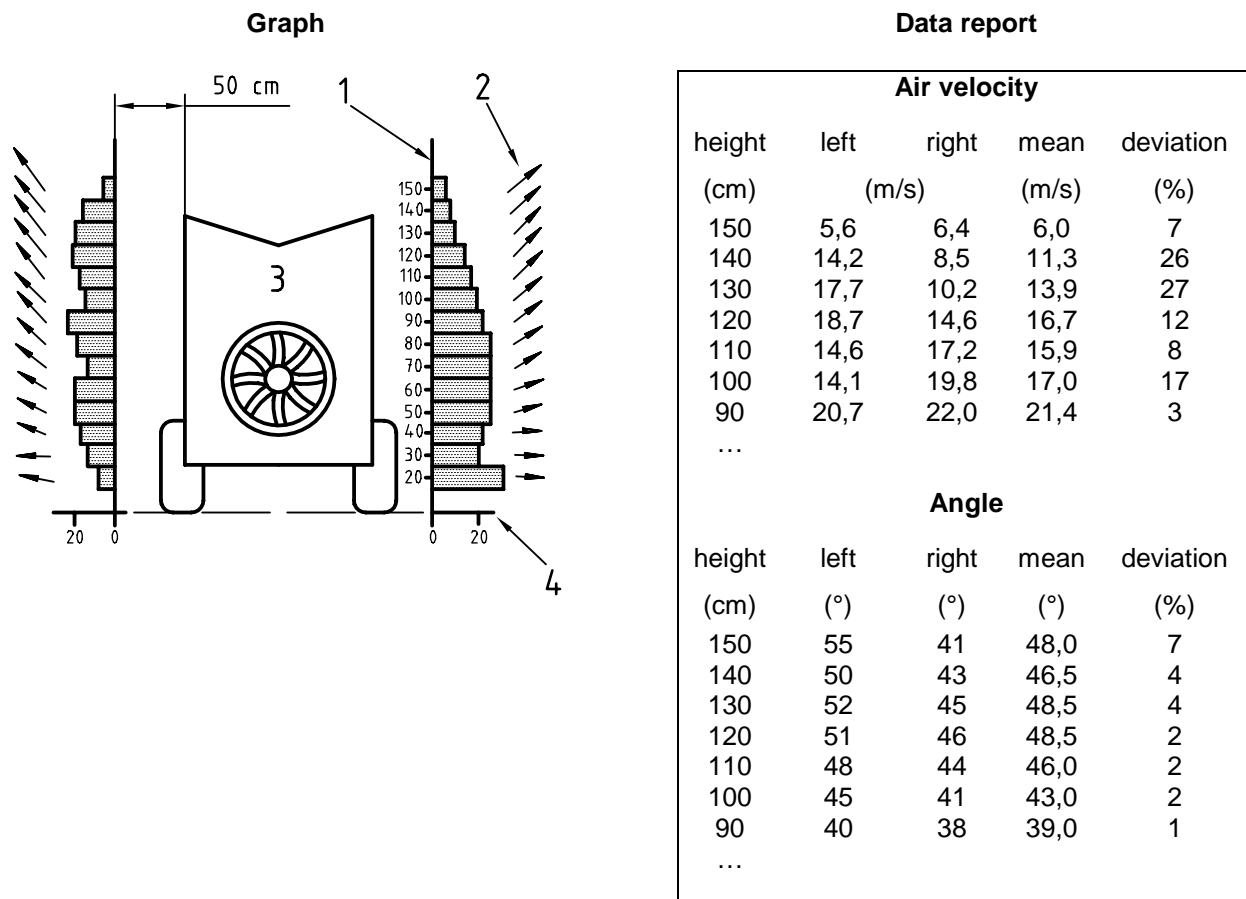 Graph
50 cm
1
2
3
150
140
130
120
110
100
90
80
70
60
50
40
30
20
20 0
0 20
4
Data report
Air velocity
height left right mean deviation
(cm) (m/s) (m/s) (%)
150 5,6 6,4 6,0 7
140 14,2 8,5 11,3 26
130 17,7 10,2 13,9 27
120 18,7 14,6 16,7 12
110 14,6 17,2 15,9 8
100 14,1 19,8 17,0 17
90 20,7 22,0 21,4 3
…
Angle
height left right mean deviation
(cm) (°) (°) (°) (%)
150 55 41 48,0 7
140 50 43 46,5 4
130 52 45 48,5 4
120 51 46 48,5 2
110 48 44 46,0 2
100 45 41 43,0 2
90 40 38 39,0 1
…